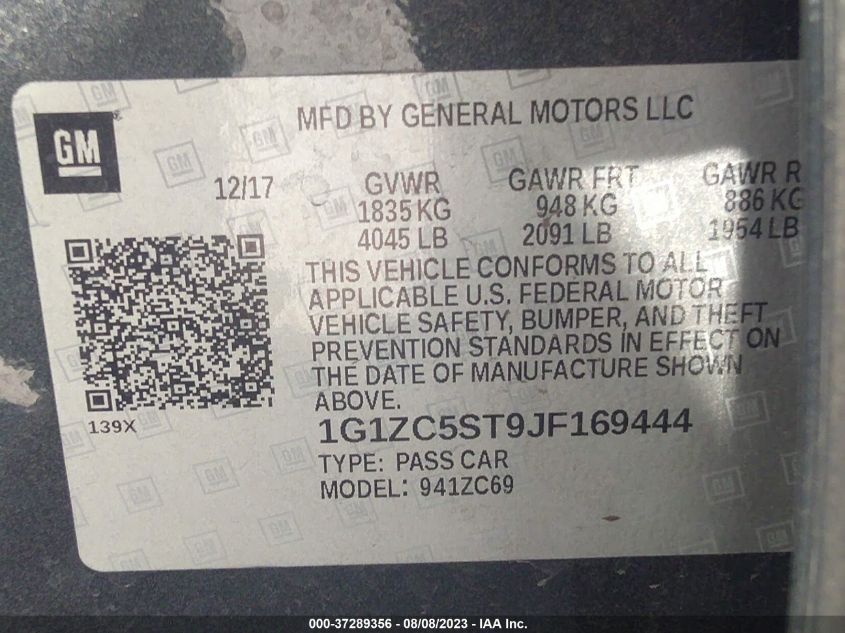 MFD BY GENERAL MOTORS LLC
GM
12/17
GVWR GAWR FRT GAWR R
1835 KG 948 KG 886 KG
4045 LB 2091 LB 1954 LB
THIS VEHICLE CONFORMS TO ALL
APPLICABLE U.S. FEDERAL MOTOR
VEHICLE SAFETY, BUMPER, AND THEFT
PREVENTION STANDARDS IN EFFECT ON
THE DATE OF MANUFACTURE SHOWN
ABOVE.
139X
1G1ZC5ST9JF169444
TYPE: PASS CAR
MODEL: 941ZC69
000-37289356 - 08/08/2023 - IAA Inc.